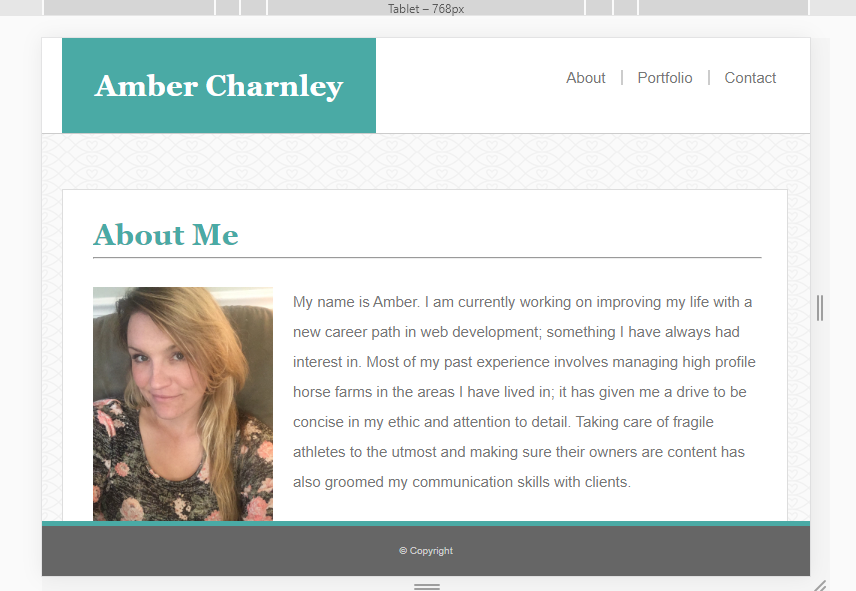 Tablet – 768px
Amber Charnley
About
Portfolio
Contact
About Me
My name is Amber. I am currently working on improving my life with a
new career path in web development; something I have always had
interest in. Most of my past experience involves managing high profile
horse farms in the areas I have lived in; it has given me a drive to be
concise in my ethic and attention to detail. Taking care of fragile
athletes to the utmost and making sure their owners are content has
also groomed my communication skills with clients.
© Copyright